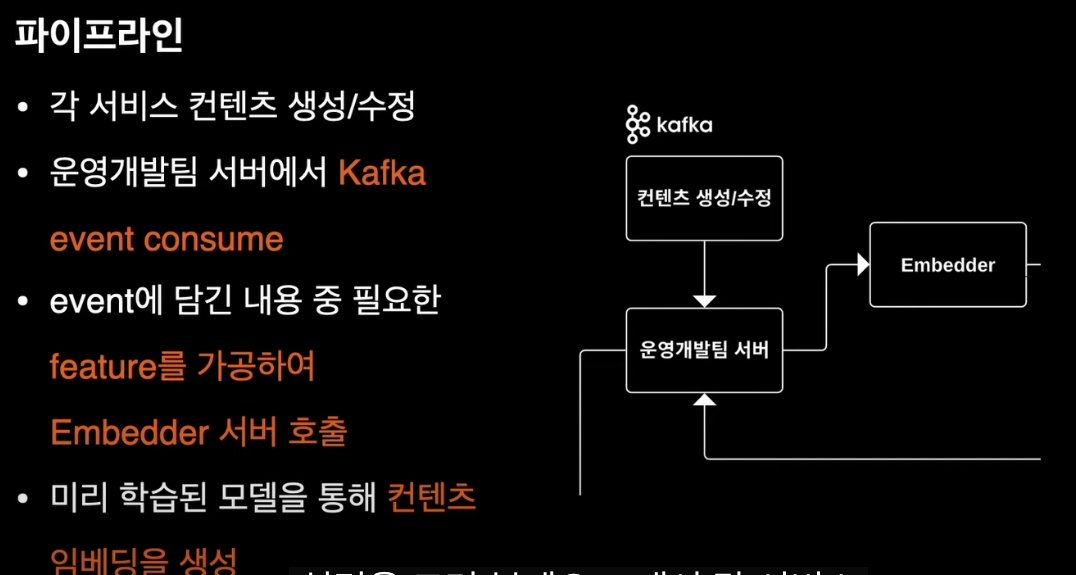 파이프라인
• 각 서비스 컨텐츠 생성/수정
• 운영개발팀 서버에서 Kafka
event consume
• event에 담긴 내용 중 필요한
feature를 가공하여
Embedder 서버 호출
• 미리 학습된 모델을 통해 컨텐츠
임베딩을 생성
kafka
컨텐츠 생성/수정
Embedder
운영개발팀 서버